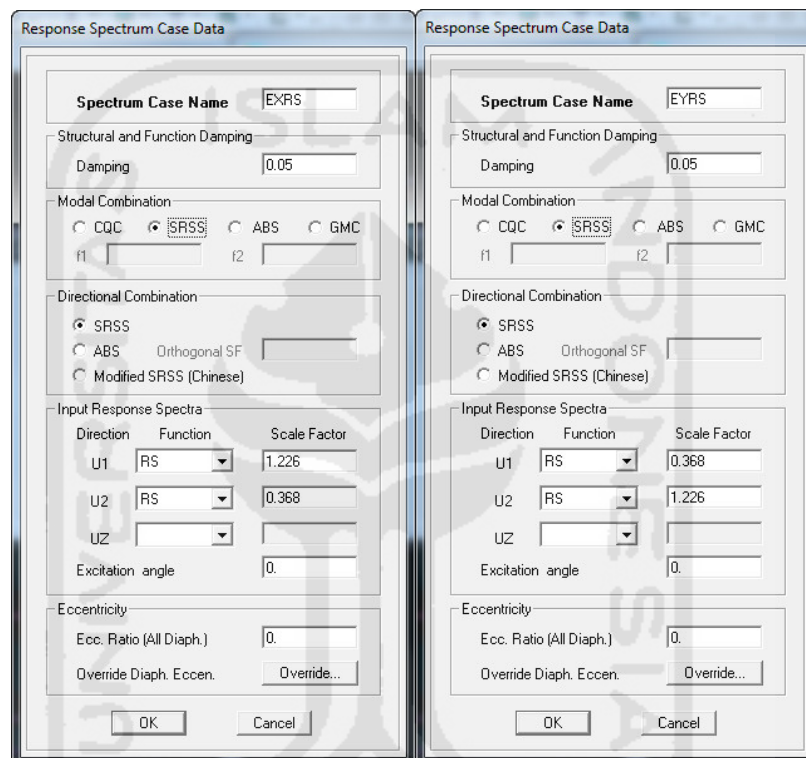 Response Spectrum Case Data
Spectrum Case Name EXRS
Structural and Function Damping
Damping 0.05
Modal Combination
CQC SRSS ABS GMC
f1 f2
Directional Combination
SRSS
ABS Orthogonal SF
Modified SRSS (Chinese)
Input Response Spectra
Direction Function Scale Factor
U1 RS 1.226
U2 RS 0.368
UZ
Excitation angle 0.
Eccentricity
Ecc. Ratio (All Diaph.) 0.
Override Diaph. Eccen. Override...
OK Cancel
Response Spectrum Case Data
Spectrum Case Name EYRS
Structural and Function Damping
Damping 0.05
Modal Combination
CQC SRSS ABS GMC
f1 f2
Directional Combination
SRSS
ABS Orthogonal SF
Modified SRSS (Chinese)
Input Response Spectra
Direction Function Scale Factor
U1 RS 0.368
U2 RS 1.226
UZ
Excitation angle 0.
Eccentricity
Ecc. Ratio (All Diaph.) 0.
Override Diaph. Eccen. Override...
OK Cancel
UNIVERSITAS
ISLAM
INDONESIA